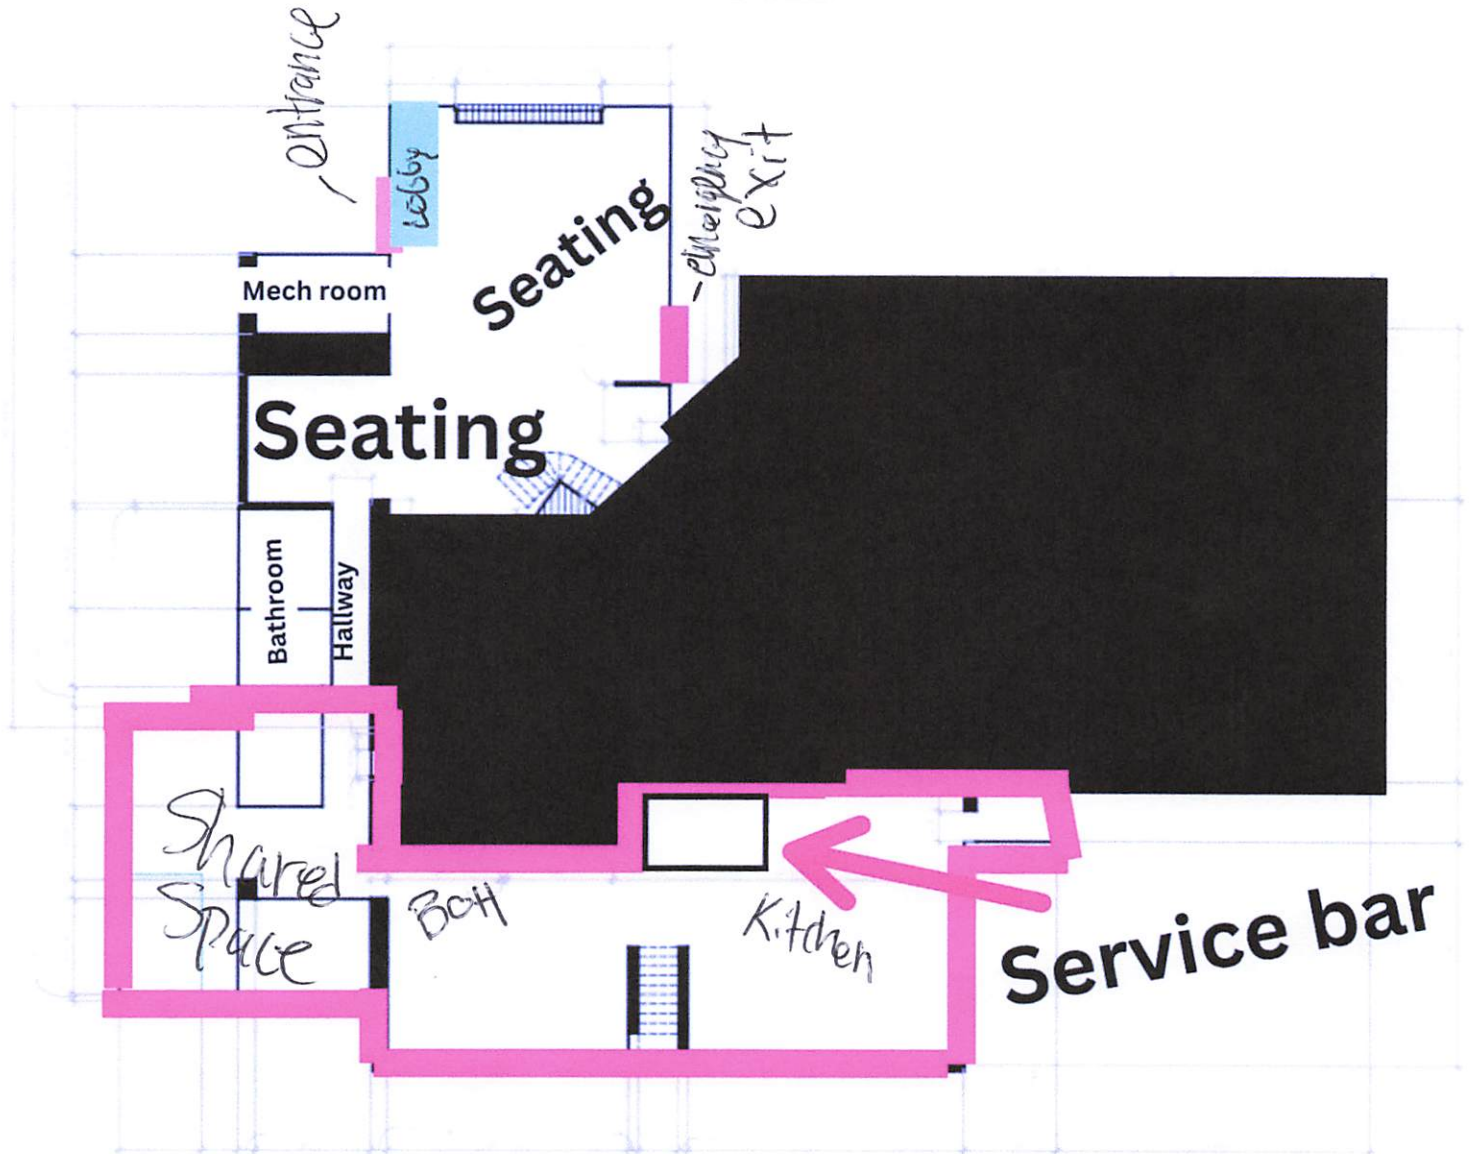 entrance
Lobby
emergency
exit
Seating
Mech room
Seating
Bathroom
Hallway
Shared
Space
BOH
Kitchen
Service bar